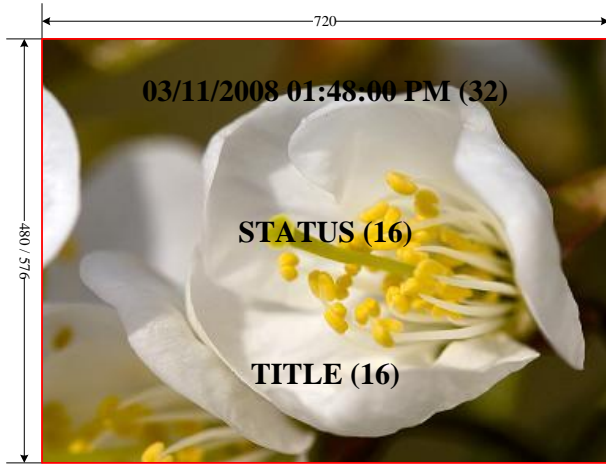 720
03/11/2008 01:48:00 PM (32)
STATUS (16)
480 / 576
TITLE (16)